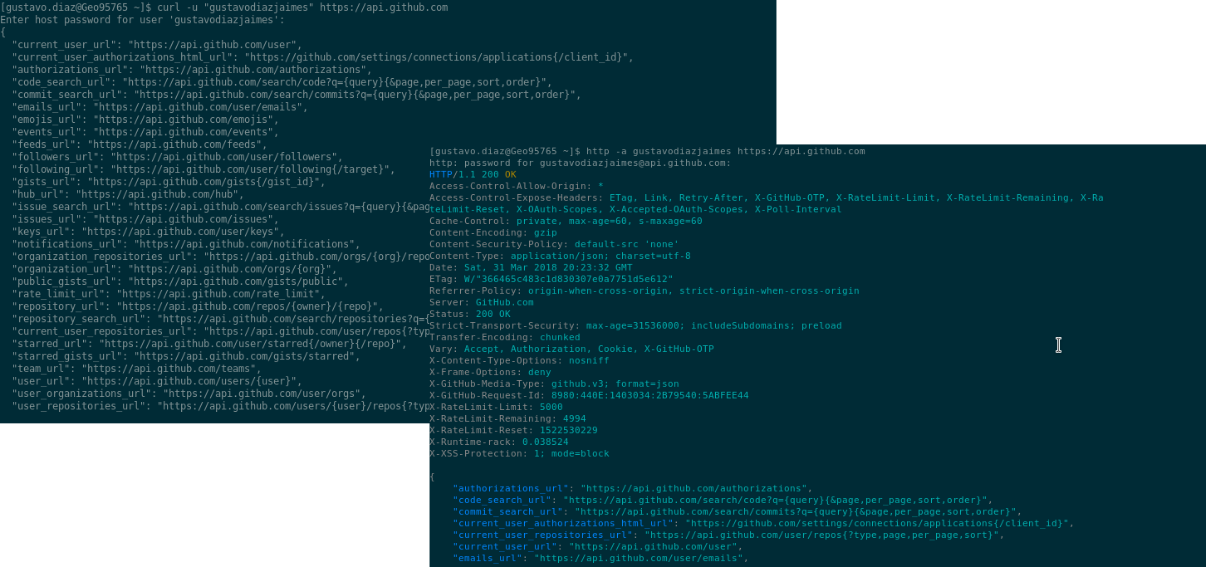 [gustavo.diaz@Geo95765 ~]$ curl -u "gustavodiazjaimes" https://api.github.com
Enter host password for user 'gustavodiazjaimes':
{
  "current_user_url": "https://api.github.com/user",
  "current_user_authorizations_html_url": "https://github.com/settings/connections/applications{/client_id}",
  "authorizations_url": "https://api.github.com/authorizations",
  "code_search_url": "https://api.github.com/search/code?q={query}{&page,per_page,sort,order}",
  "commit_search_url": "https://api.github.com/search/commits?q={query}{&page,per_page,sort,order}",
  "emails_url": "https://api.github.com/user/emails",
  "emojis_url": "https://api.github.com/emojis",
  "events_url": "https://api.github.com/events",
  "feeds_url": "https://api.github.com/feeds",
  "followers_url": "https://api.github.com/user/followers",
  "following_url": "https://api.github.com/user/following{/target}",
  "gists_url": "https://api.github.com/gists{/gist_id}",
  "hub_url": "https://api.github.com/hub",
  "issue_search_url": "https://api.github.com/search/issues?q={query}{&pag
  "issues_url": "https://api.github.com/issues",
  "keys_url": "https://api.github.com/user/keys",
  "notifications_url": "https://api.github.com/notifications",
  "organization_repositories_url": "https://api.github.com/orgs/{org}/repo
  "organization_url": "https://api.github.com/orgs/{org}",
  "public_gists_url": "https://api.github.com/gists/public",
  "rate_limit_url": "https://api.github.com/rate_limit",
  "repository_url": "https://api.github.com/repos/{owner}/{repo}",
  "repository_search_url": "https://api.github.com/search/repositories?q={
  "current_user_repositories_url": "https://api.github.com/user/repos{?typ
  "starred_url": "https://api.github.com/user/starred{/owner}{/repo}",
  "starred_gists_url": "https://api.github.com/gists/starred",
  "team_url": "https://api.github.com/teams",
  "user_url": "https://api.github.com/users/{user}",
  "user_organizations_url": "https://api.github.com/user/orgs",
  "user_repositories_url": "https://api.github.com/users/{user}/repos{?typ
[gustavo.diaz@Geo95765 ~]$ http -a gustavodiazjaimes https://api.github.com
http: password for gustavodiazjaimes@api.github.com:
HTTP/1.1 200 OK
Access-Control-Allow-Origin: *
Access-Control-Expose-Headers: ETag, Link, Retry-After, X-GitHub-OTP, X-RateLimit-Limit, X-RateLimit-Remaining, X-Ra
teLimit-Reset, X-OAuth-Scopes, X-Accepted-OAuth-Scopes, X-Poll-Interval
Cache-Control: private, max-age=60, s-maxage=60
Content-Encoding: gzip
Content-Security-Policy: default-src 'none'
Content-Type: application/json; charset=utf-8
Date: Sat, 31 Mar 2018 20:23:32 GMT
ETag: W/"366465c483c1d830307e0a7751d5e612"
Referrer-Policy: origin-when-cross-origin, strict-origin-when-cross-origin
Server: GitHub.com
Status: 200 OK
Strict-Transport-Security: max-age=31536000; includeSubdomains; preload
Transfer-Encoding: chunked
Vary: Accept, Authorization, Cookie, X-GitHub-OTP
X-Content-Type-Options: nosniff
X-Frame-Options: deny
X-GitHub-Media-Type: github.v3; format=json
X-GitHub-Request-Id: 8980:440E:1403034:2B79540:5ABFEE44
X-RateLimit-Limit: 5000
X-RateLimit-Remaining: 4994
X-RateLimit-Reset: 1522530229
X-Runtime-rack: 0.038524
X-XSS-Protection: 1; mode=block
{
    "authorizations_url": "https://api.github.com/authorizations",
    "code_search_url": "https://api.github.com/search/code?q={query}{&page,per_page,sort,order}",
    "commit_search_url": "https://api.github.com/search/commits?q={query}{&page,per_page,sort,order}",
    "current_user_authorizations_html_url": "https://github.com/settings/connections/applications{/client_id}",
    "current_user_repositories_url": "https://api.github.com/user/repos{?type,page,per_page,sort}",
    "current_user_url": "https://api.github.com/user",
    "emails_url": "https://api.github.com/user/emails",